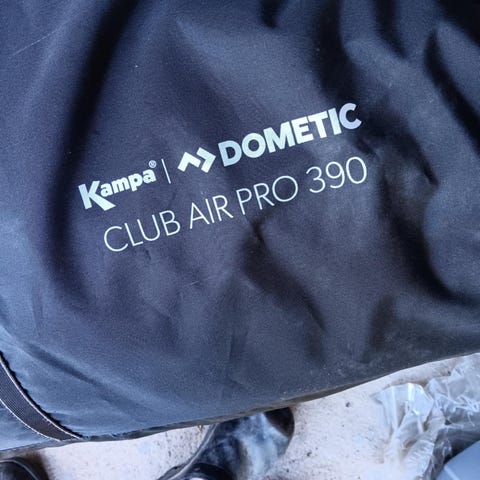 Kampa® | DOMETIC
CLUB AIR PRO 390